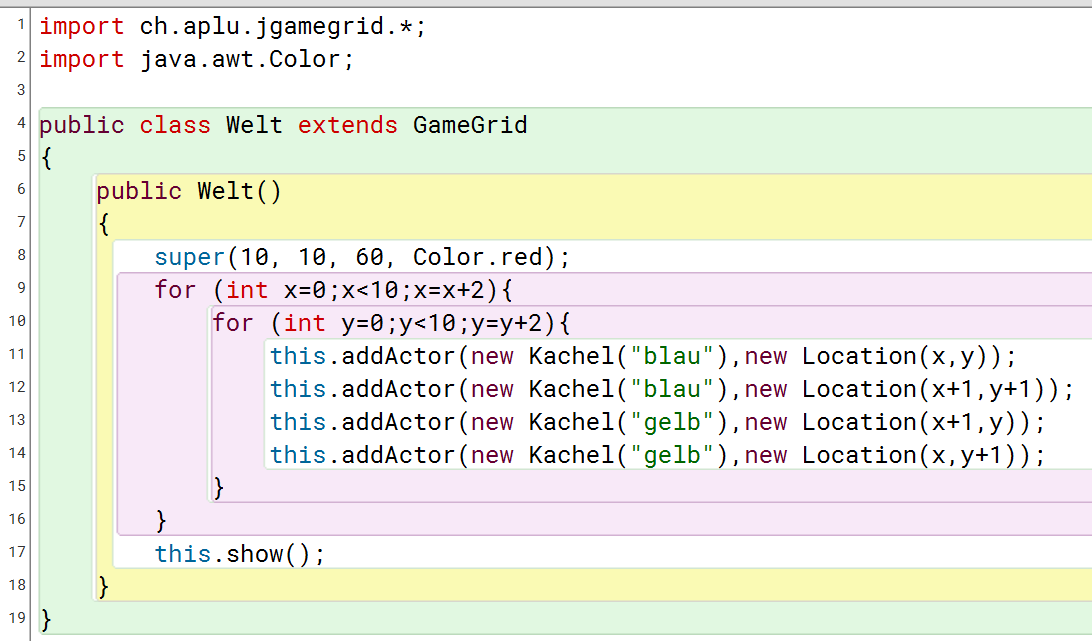 1 import ch.aplu.jgamegrid.*;
2 import java.awt.Color;
3
4 public class Welt extends GameGrid
5 {
6     public Welt()
7     {
8         super(10, 10, 60, Color.red);
9         for (int x=0;x<10;x=x+2){
10             for (int y=0;y<10;y=y+2){
11                 this.addActor(new Kachel("blau"),new Location(x,y));
12                 this.addActor(new Kachel("blau"),new Location(x+1,y+1));
13                 this.addActor(new Kachel("gelb"),new Location(x+1,y));
14                 this.addActor(new Kachel("gelb"),new Location(x,y+1));
15             }
16         }
17         this.show();
18     }
19 }